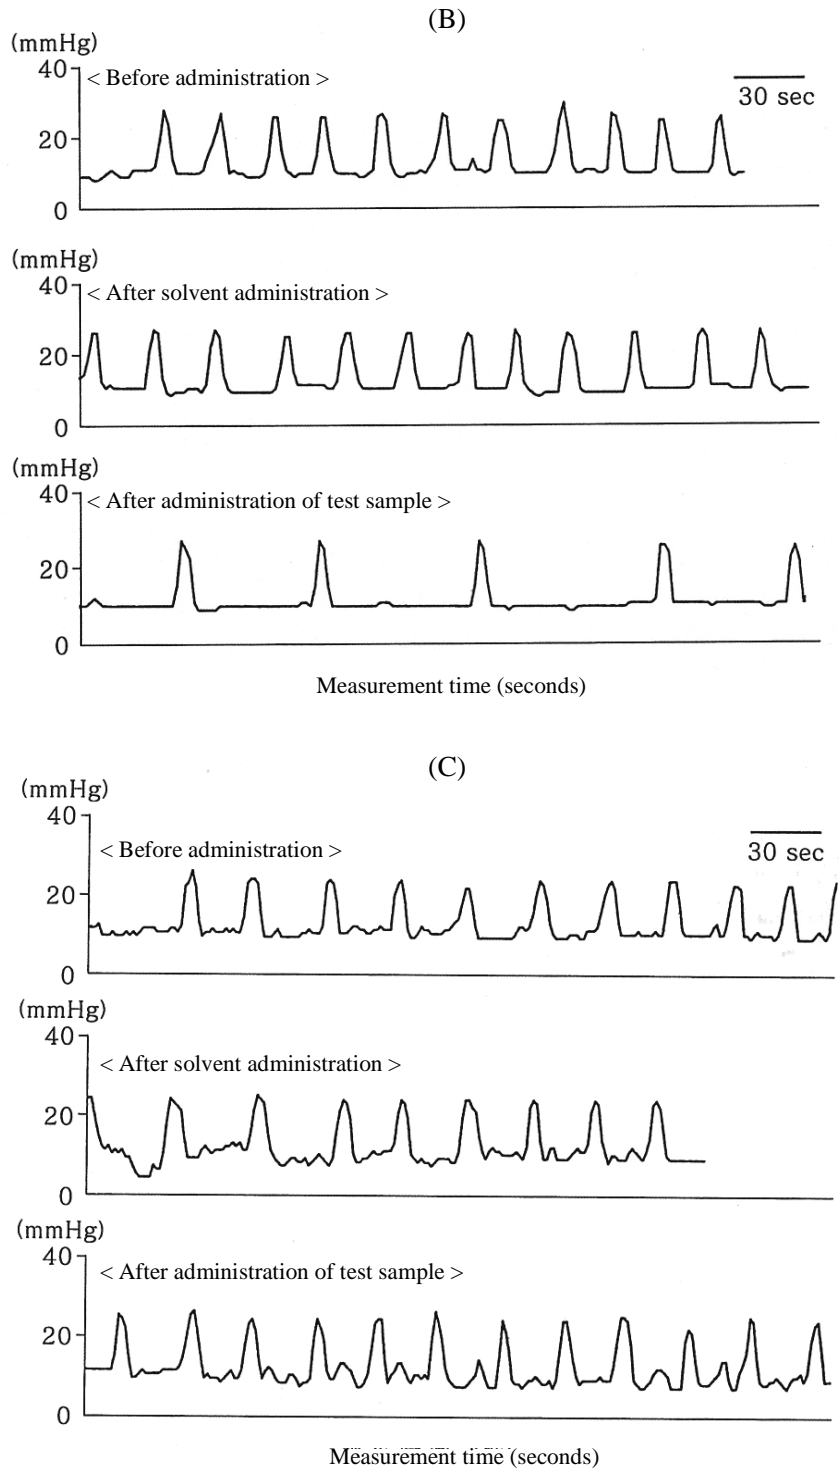 (B)
(mmHg)
40
< Before administration >
30 sec
20
0
(mmHg)
40
< After solvent administration >
20
0
(mmHg)
40
< After administration of test sample >
20
0
Measurement time (seconds)
(C)
(mmHg)
40
< Before administration >
30 sec
20
0
(mmHg)
40
< After solvent administration >
20
0
(mmHg)
40
< After administration of test sample >
20
0
Measurement time (seconds)